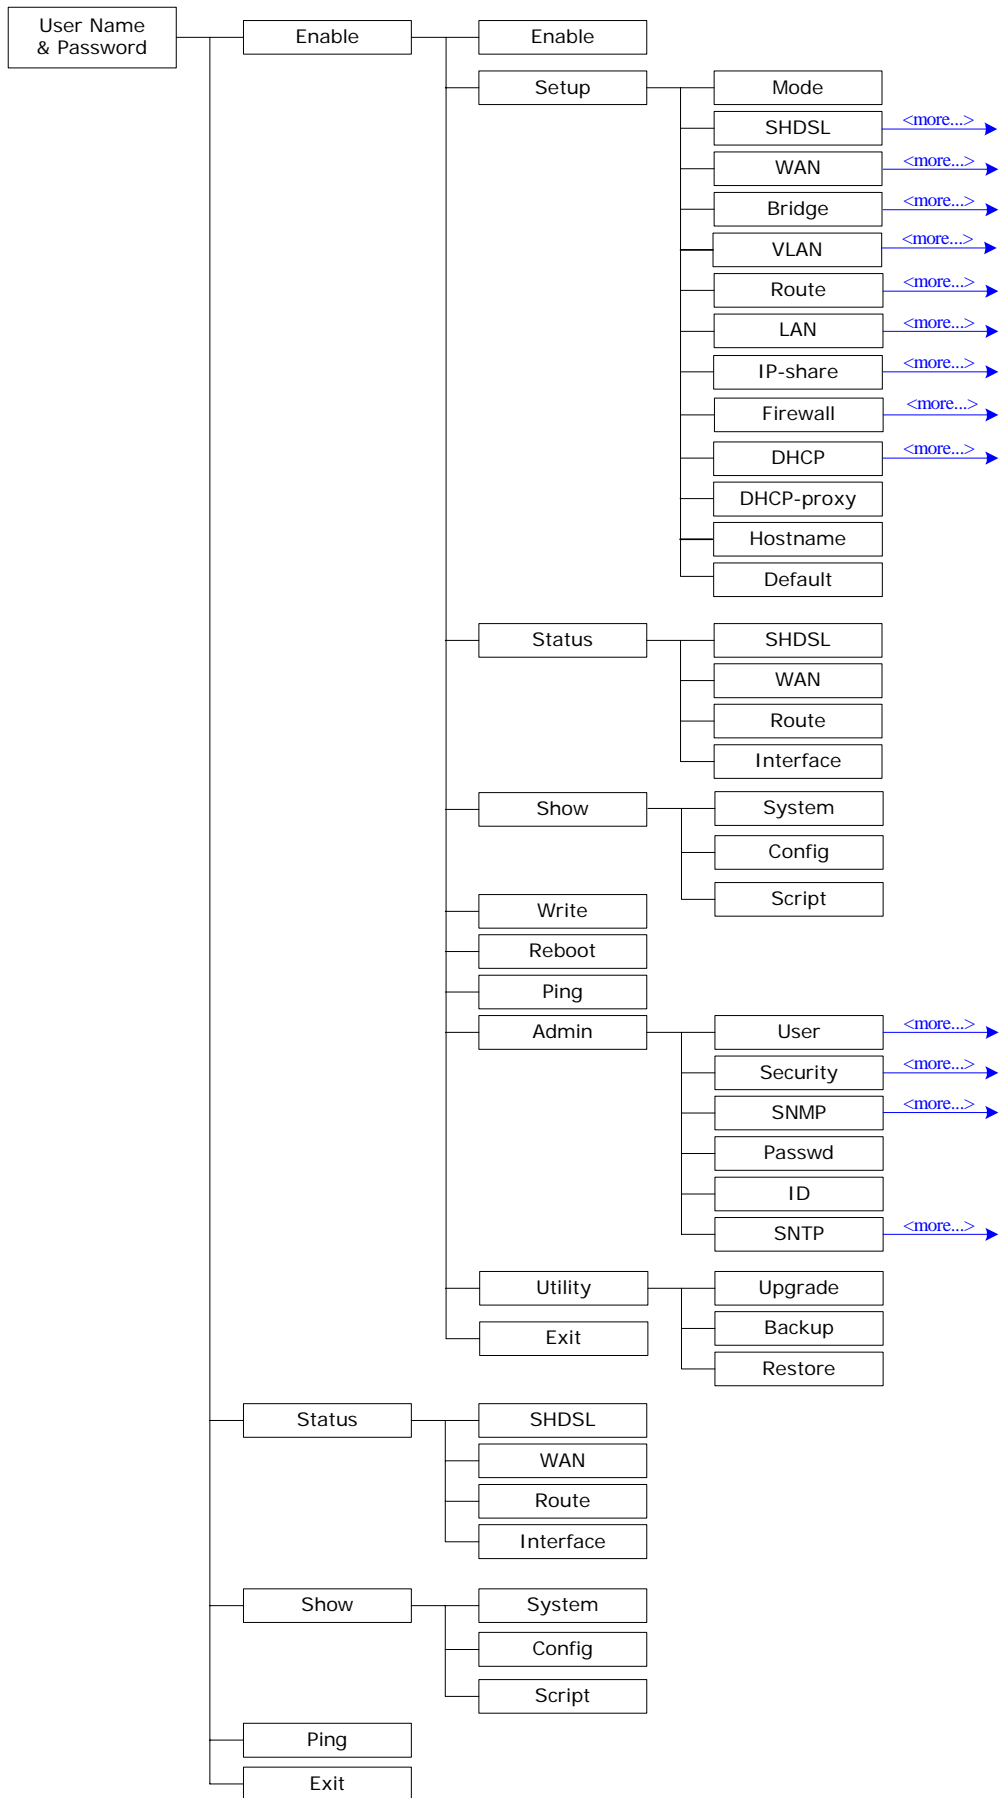 User Name
& Password
Enable
Enable
Setup
Mode
SHDSL
<more...>
WAN
<more...>
Bridge
<more...>
VLAN
<more...>
Route
<more...>
LAN
<more...>
IP-share
<more...>
Firewall
<more...>
DHCP
<more...>
DHCP-proxy
Hostname
Default
Status
SHDSL
WAN
Route
Interface
Show
System
Config
Script
Write
Reboot
Ping
Admin
User
<more...>
Security
<more...>
SNMP
<more...>
Passwd
ID
SNTP
<more...>
Utility
Upgrade
Backup
Restore
Exit
Status
SHDSL
WAN
Route
Interface
Show
System
Config
Script
Ping
Exit